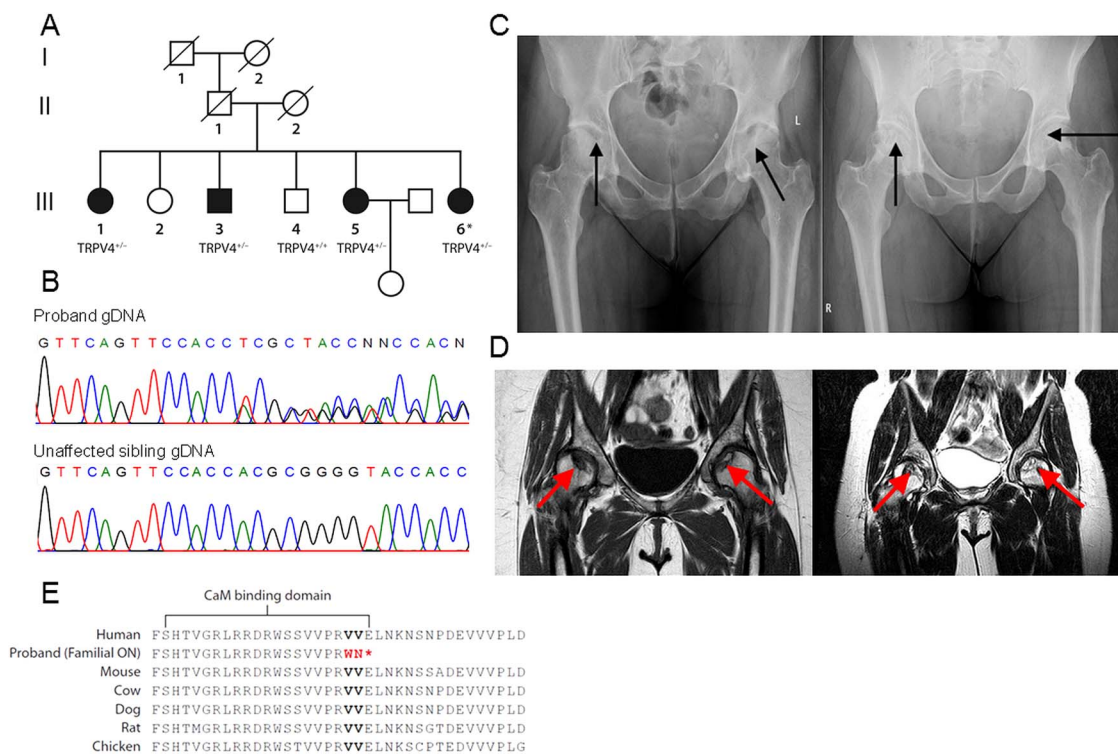 A
I
1
2
II
1
2
III
1
2
3
4
5
6*
TRPV4+/–
TRPV4+/–
TRPV4+/+
TRPV4+/–
TRPV4+/–
B
Proband gDNA
G T T C A G T T C C A C C T C G C T A C C N N C C A C N
Unaffected sibling gDNA
G T T C A G T T C C A C C A C G C G G G G T A C C A C C
C
L
R
D
E
CaM binding domain
Human FSHTVGRLRRDRWSSVVPRVVELNKNSNPDEVVVPLD
Proband (Familial ON) FSHTVGRLRRDRWSSVVPRWN*
Mouse FSHTVGRLRRDRWSSVVPRVVELNKNSSADEVVVPLD
Cow FSHTVGRLRRDRWSSVVPRVVELNKNSNPDEVVVPLD
Dog FSHTVGRLRRDRWSSVVPRVVELNKNSNPDEVVVPLD
Rat FSHTMGRLRRDRWSSVVPRVVELNKNSGTDEVVVPLD
Chicken FSHTVGRLRRDRWSTVVPRVVELNKSCPTEDVVVPLG